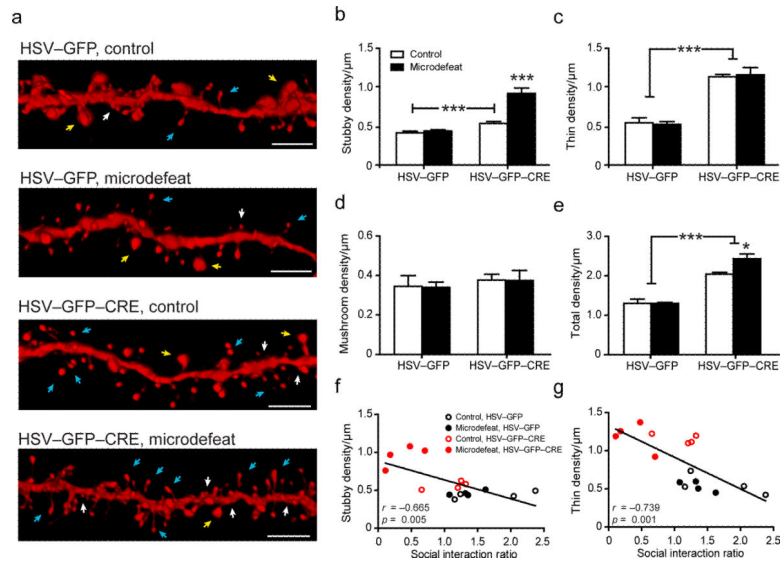 a
HSV–GFP, control
HSV–GFP, microdefeat
HSV–GFP–CRE, control
HSV–GFP–CRE, microdefeat
b
Control
Microdefeat
Stubby density/µm
1.5
1.0
0.5
0
***
***
HSV–GFP
HSV–GFP–CRE
c
Thin density/µm
1.5
1.0
0.5
0
***
HSV–GFP
HSV–GFP–CRE
d
Mushroom density/µm
0.6
0.4
0.2
0
HSV–GFP
HSV–GFP–CRE
e
Total density/µm
3.0
2.0
1.0
0
***
*
HSV–GFP
HSV–GFP–CRE
f
Stubby density/µm
2.0
1.5
1.0
0.5
0
Control, HSV–GFP
Microdefeat, HSV–GFP
Control, HSV–GFP–CRE
Microdefeat, HSV–GFP–CRE
r = –0.665
p = 0.005
0 0.5 1.0 1.5 2.0 2.5
Social interaction ratio
g
Thin density/µm
2.0
1.5
1.0
0.5
0
r = –0.739
p = 0.001
0 0.5 1.0 1.5 2.0 2.5
Social interaction ratio